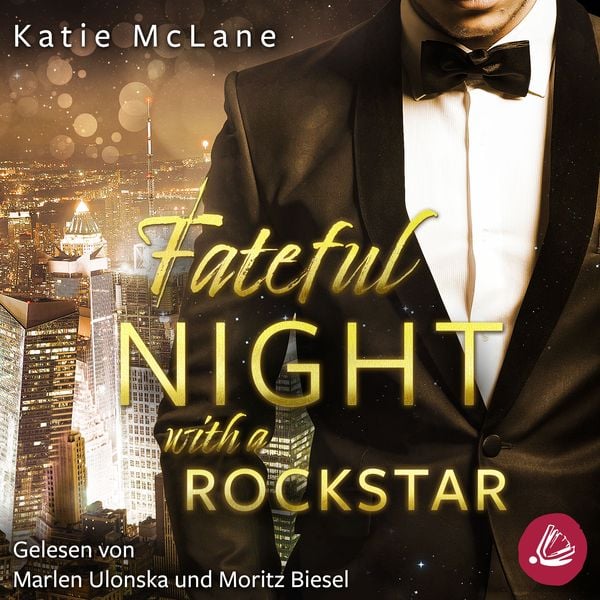 Katie McLane
Fateful
NIGHT
with a
ROCKSTAR
Gelesen von
Marlen Ulonska und Moritz Biesel